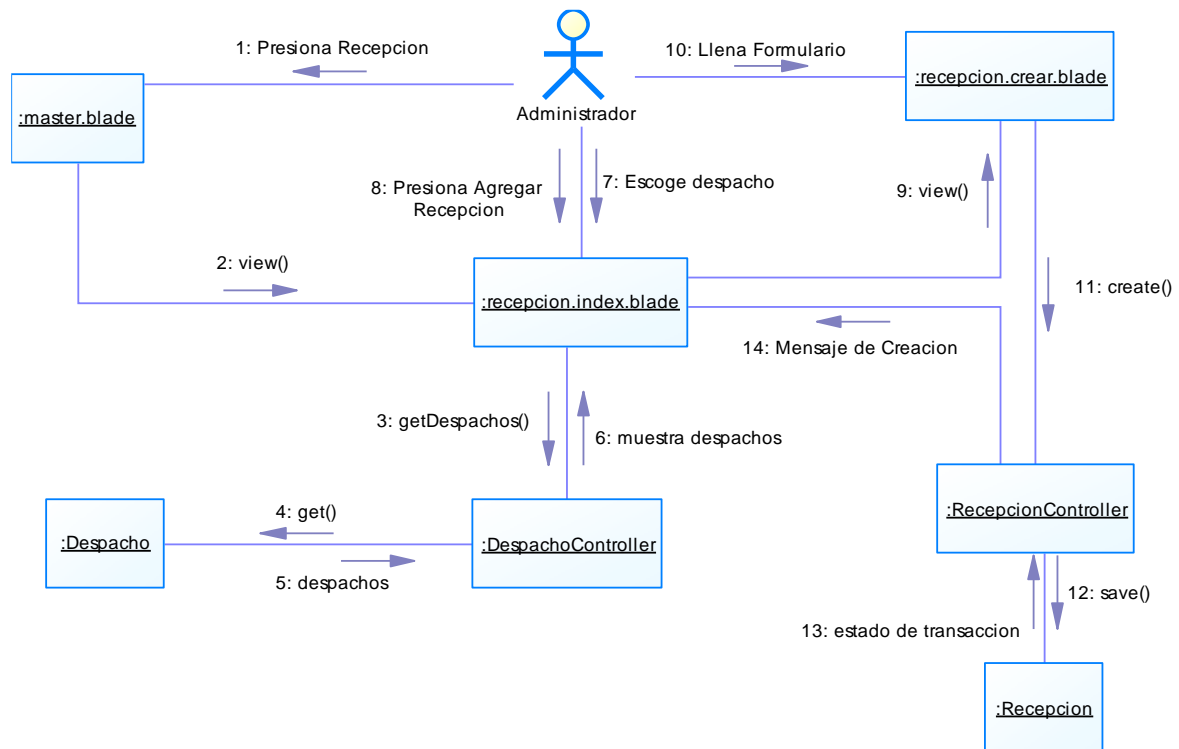 1: Presiona Recepcion
10: Llena Formulario
:recepcion.crear.blade
:master.blade
Administrador
8: Presiona Agregar
Recepcion
7: Escoge despacho
9: view()
2: view()
:recepcion.index.blade
11: create()
14: Mensaje de Creacion
3: getDespachos()
6: muestra despachos
4: get()
:Despacho
:DespachoController
:RecepcionController
5: despachos
12: save()
13: estado de transaccion
:Recepcion